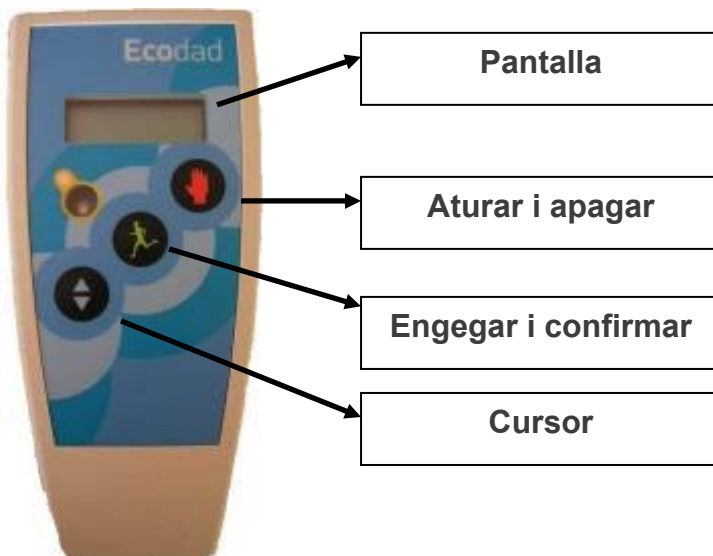 Ecodad
Pantalla
Aturar i apagar
Engegar i confirmar
Cursor